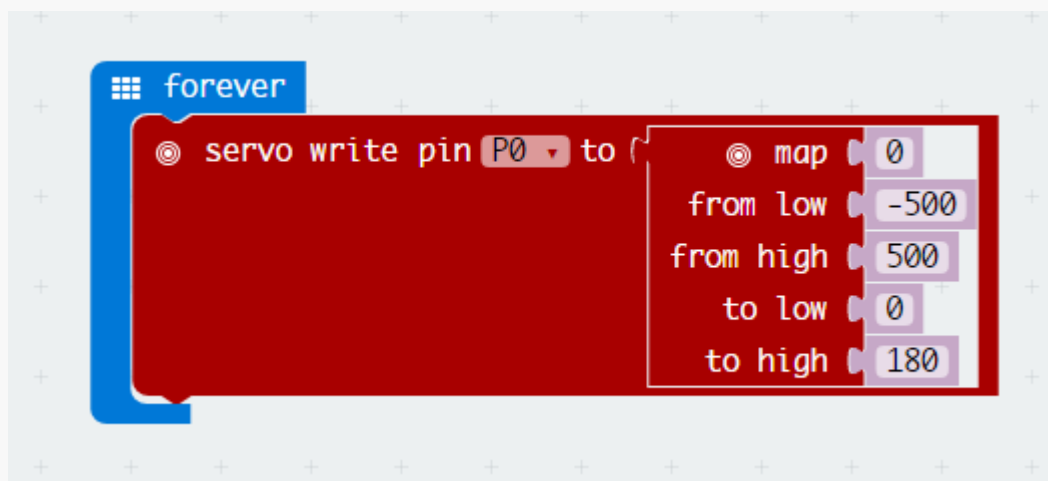 forever
servo write pin P0 to map 0
from low -500
from high 500
to low 0
to high 180